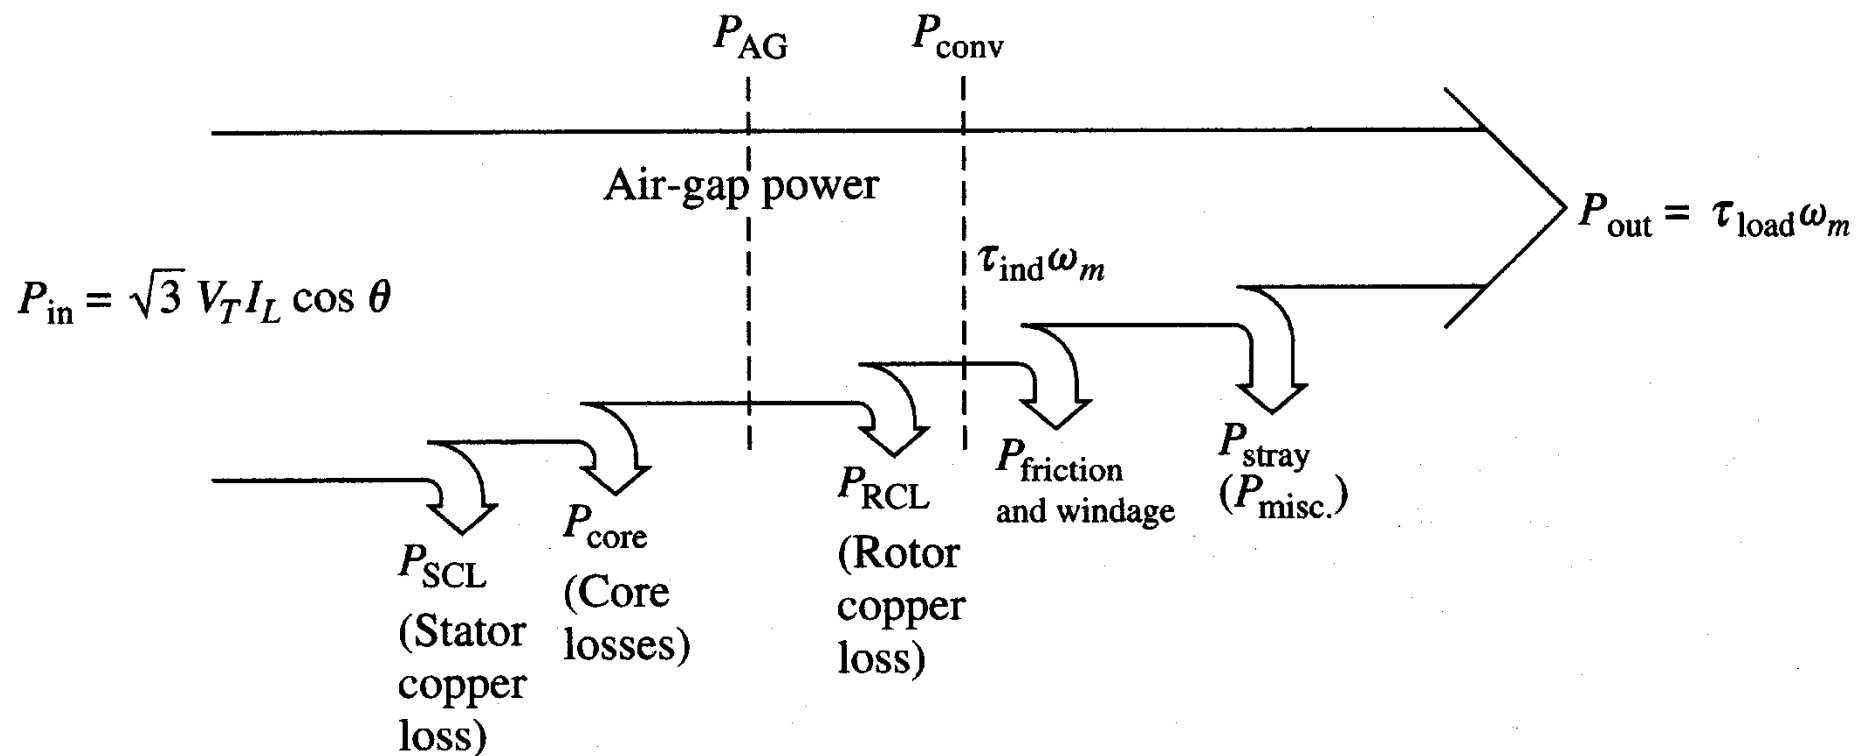 P_AG
P_conv
Air-gap power
P_out = τ_load ω_m
τ_ind ω_m
P_in = √3 V_T I_L cos θ
P_SCL
(Stator
copper
loss)
P_core
(Core
losses)
P_RCL
(Rotor
copper
loss)
P_friction
and windage
P_stray
(P_misc.)